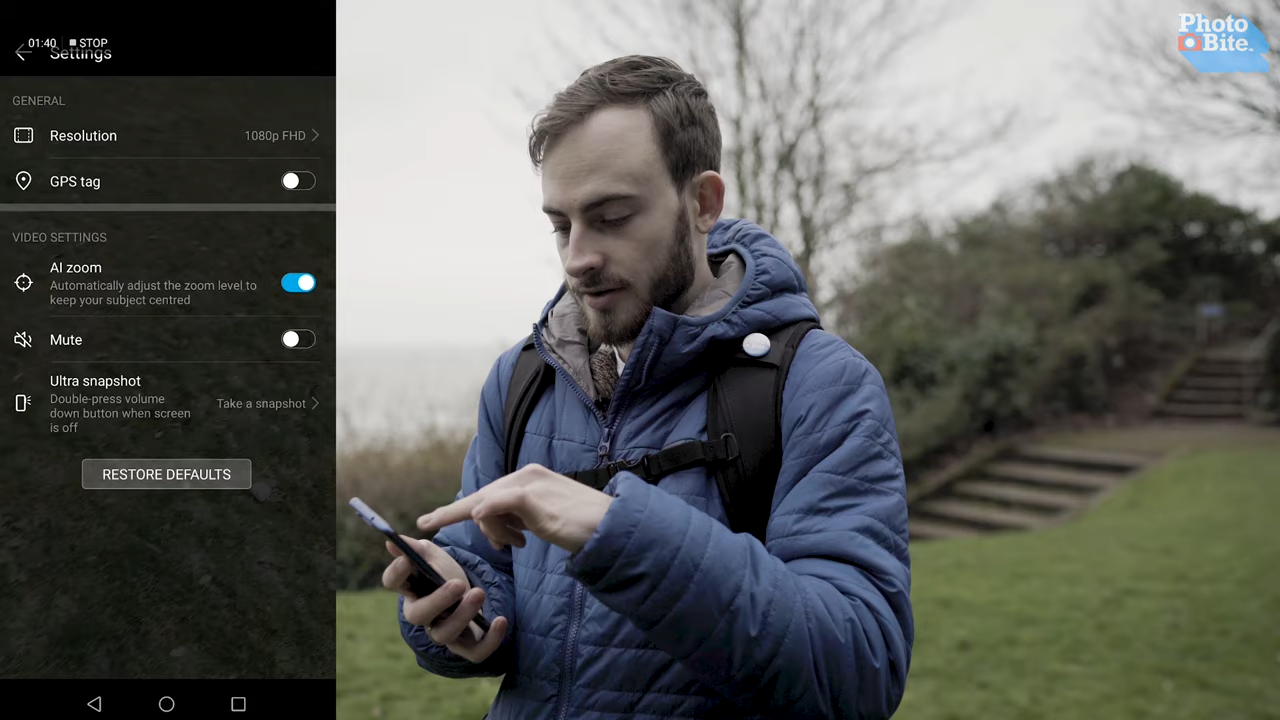 01:40 STOP
Settings
GENERAL
Resolution 1080p FHD
GPS tag
VIDEO SETTINGS
AI zoom
Automatically adjust the zoom level to
keep your subject centred
Mute
Ultra snapshot
Double-press volume
down button when screen
is off
Take a snapshot
RESTORE DEFAULTS
Photo
Bite.